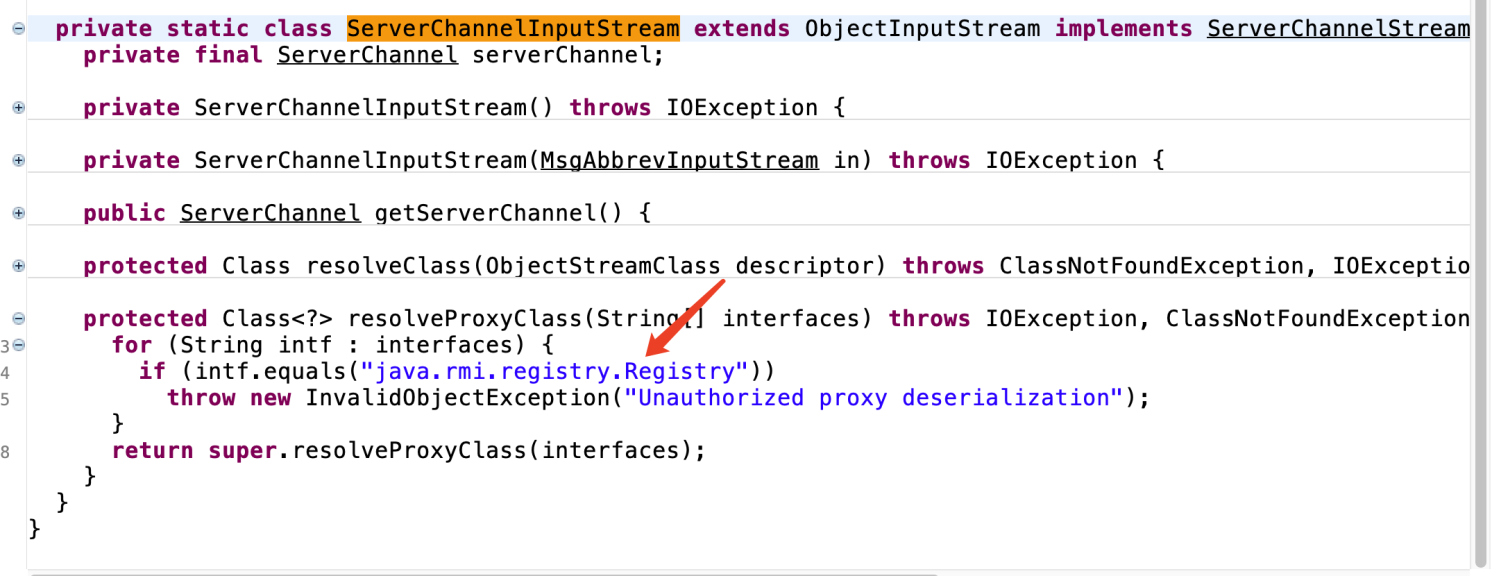 private static class ServerChannelInputStream extends ObjectInputStream implements ServerChannelStream
private final ServerChannel serverChannel;
private ServerChannelInputStream() throws IOException {
private ServerChannelInputStream(MsgAbbrevInputStream in) throws IOException {
public ServerChannel getServerChannel() {
protected Class resolveClass(ObjectStreamClass descriptor) throws ClassNotFoundException, IOExceptio
protected Class<?> resolveProxyClass(String[] interfaces) throws IOException, ClassNotFoundException
3 for (String intf : interfaces) {
4 if (intf.equals("java.rmi.registry.Registry"))
5 throw new InvalidObjectException("Unauthorized proxy deserialization");
}
8 return super.resolveProxyClass(interfaces);
}
}
}